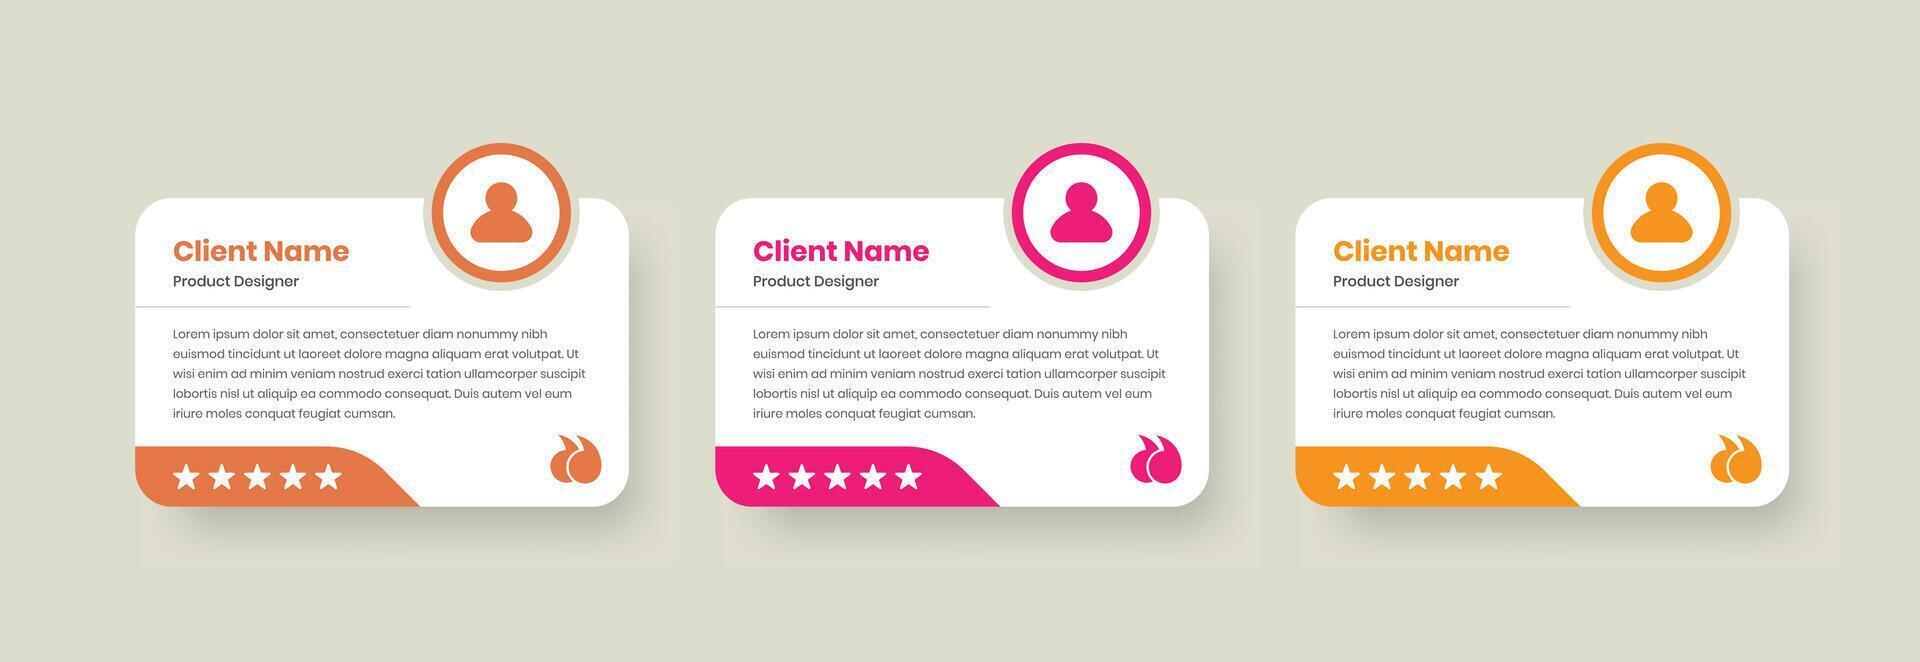 Client Name
Product Designer
Lorem ipsum dolor sit amet, consectetuer diam nonummy nibh
euismod tincidunt ut laoreet dolore magna aliquam erat volutpat. Ut
wisi enim ad minim veniam nostrud exerci tation ullamcorper suscipit
lobortis nisl ut aliquip ea commodo consequat. Duis autem vel eum
iriure moles conquat feugiat cumsan.
Client Name
Product Designer
Lorem ipsum dolor sit amet, consectetuer diam nonummy nibh
euismod tincidunt ut laoreet dolore magna aliquam erat volutpat. Ut
wisi enim ad minim veniam nostrud exerci tation ullamcorper suscipit
lobortis nisl ut aliquip ea commodo consequat. Duis autem vel eum
iriure moles conquat feugiat cumsan.
Client Name
Product Designer
Lorem ipsum dolor sit amet, consectetuer diam nonummy nibh
euismod tincidunt ut laoreet dolore magna aliquam erat volutpat. Ut
wisi enim ad minim veniam nostrud exerci tation ullamcorper suscipit
lobortis nisl ut aliquip ea commodo consequat. Duis autem vel eum
iriure moles conquat feugiat cumsan.